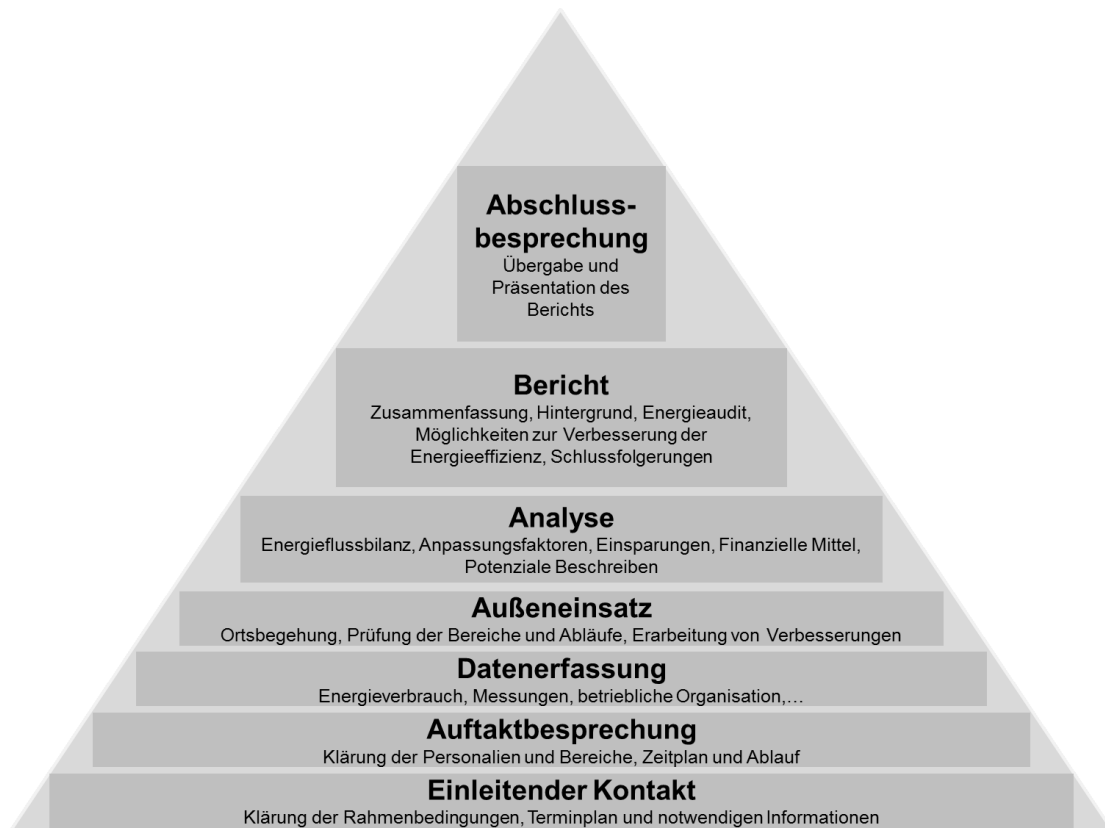 Abschluss-
besprechung
Übergabe und
Präsentation des
Berichts
Bericht
Zusammenfassung, Hintergrund, Energieaudit,
Möglichkeiten zur Verbesserung der
Energieeffizienz, Schlussfolgerungen
Analyse
Energieflussbilanz, Anpassungsfaktoren, Einsparungen, Finanzielle Mittel,
Potenziale Beschreiben
Außeneinsatz
Ortsbegehung, Prüfung der Bereiche und Abläufe, Erarbeitung von Verbesserungen
Datenerfassung
Energieverbrauch, Messungen, betriebliche Organisation,…
Auftaktbesprechung
Klärung der Personalien und Bereiche, Zeitplan und Ablauf
Einleitender Kontakt
Klärung der Rahmenbedingungen, Terminplan und notwendigen Informationen